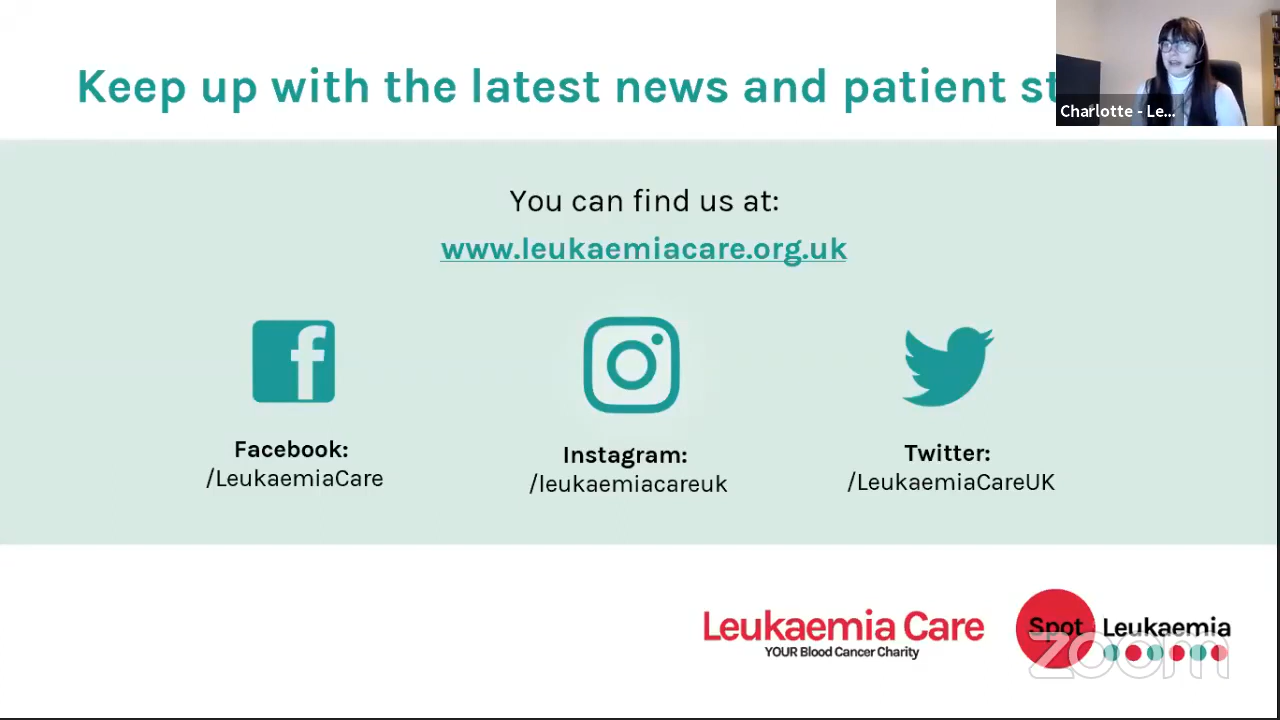 Keep up with the latest news and patient st
Charlotte - Le...
You can find us at:
www.leukaemiacare.org.uk
Facebook:
/LeukaemiaCare
Instagram:
/leukaemiacareuk
Twitter:
/LeukaemiaCareUK
Leukaemia Care
YOUR Blood Cancer Charity
Spot Leukaemia
zoom